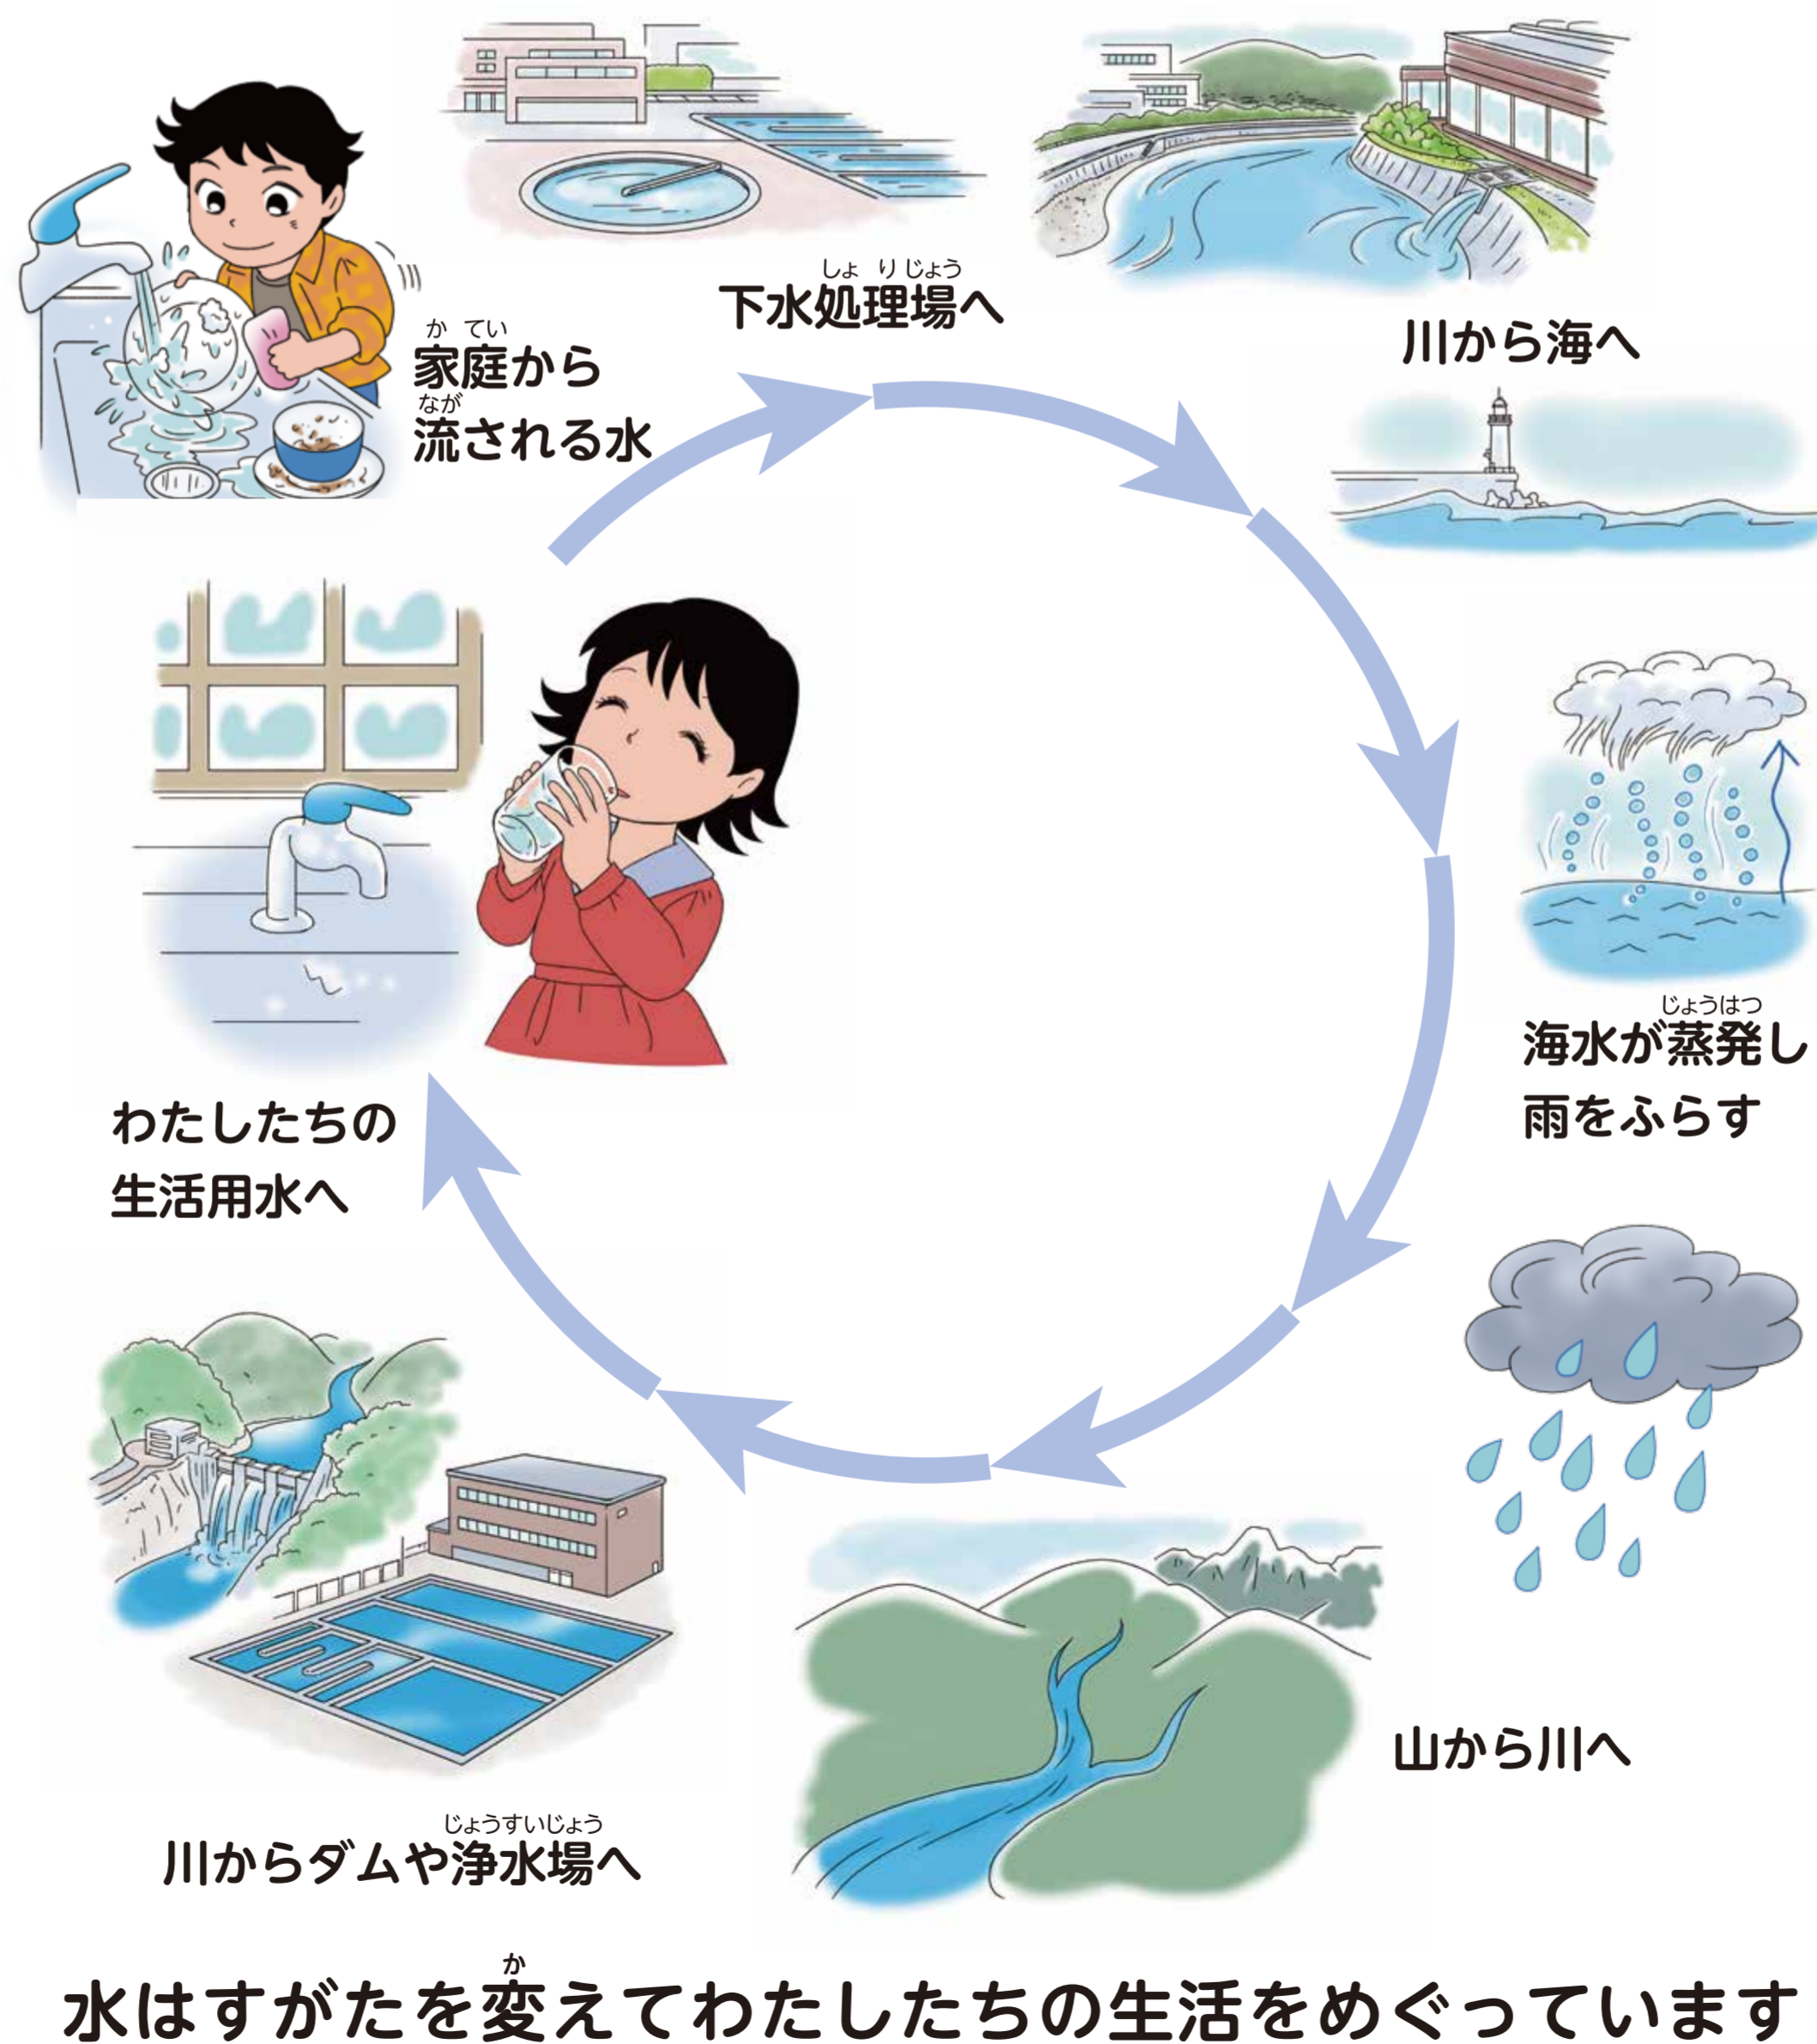 しょりじょう
下水処理場へ
川から海へ
かてい
家庭から
なが
流される水
じょうはつ
海水が蒸発し
雨をふらす
わたしたちの
生活用水へ
山から川へ
じょうすいじょう
川からダムや浄水場へ
か
水はすがたを変えてわたしたちの生活をめぐっています